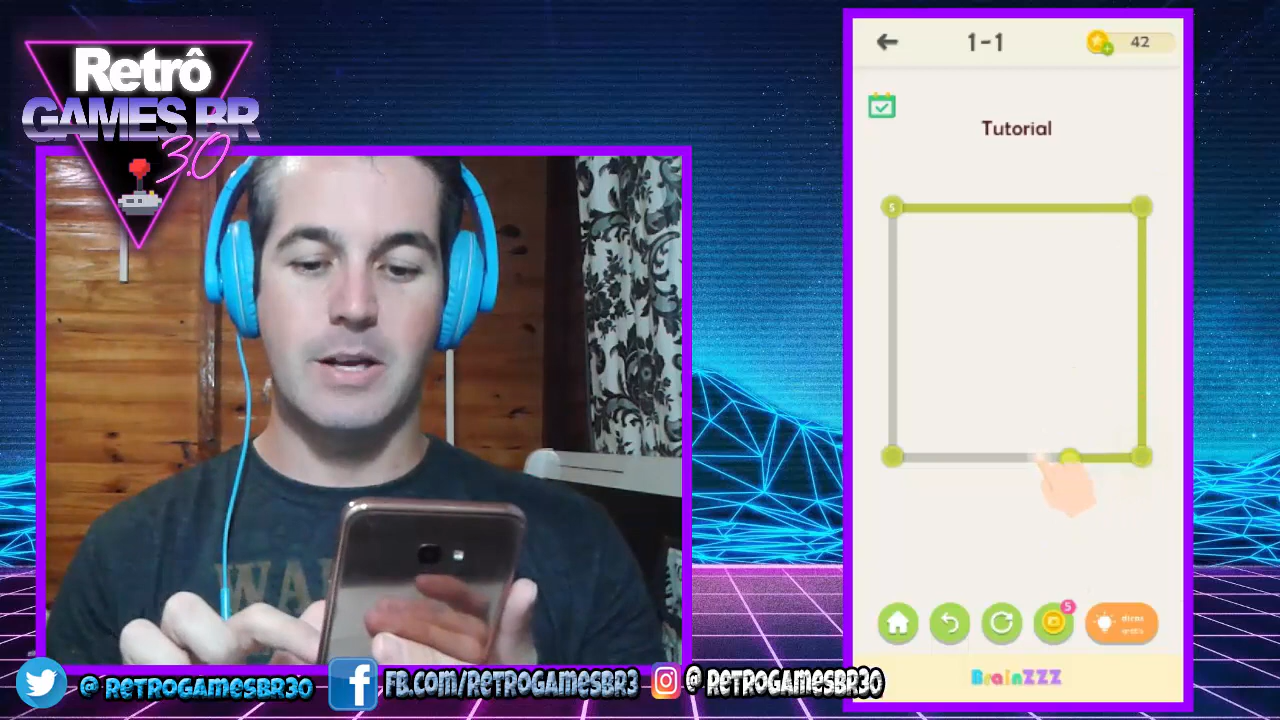 Retrô
GAMES BR
3.0
1-1
42
Tutorial
5
5
BrainZZZ
@RETROGAMESBR30
FB.COM/RETROGAMESBR3
@RETROGAMESBR30